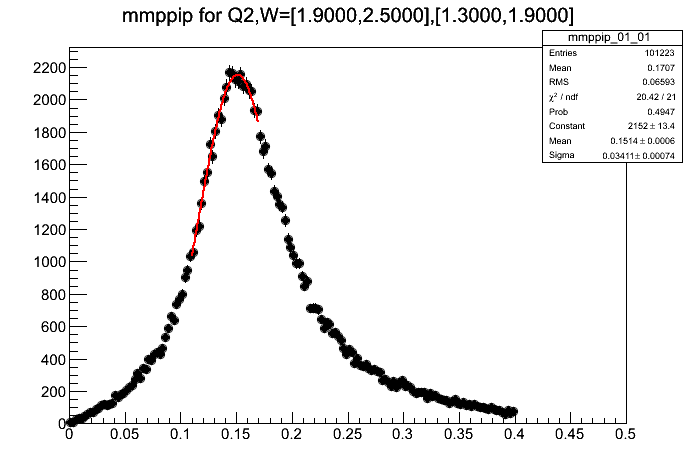 mmppip for Q2,W=[1.9000,2.5000],[1.3000,1.9000]
mmppip_01_01
Entries 101223
Mean 0.1707
RMS 0.06593
χ² / ndf 20.42 / 21
Prob 0.4947
Constant 2152 ± 13.4
Mean 0.1514 ± 0.0006
Sigma 0.03411 ± 0.00074
2200
2000
1800
1600
1400
1200
1000
800
600
400
200
0
0 0.05 0.1 0.15 0.2 0.25 0.3 0.35 0.4 0.45 0.5